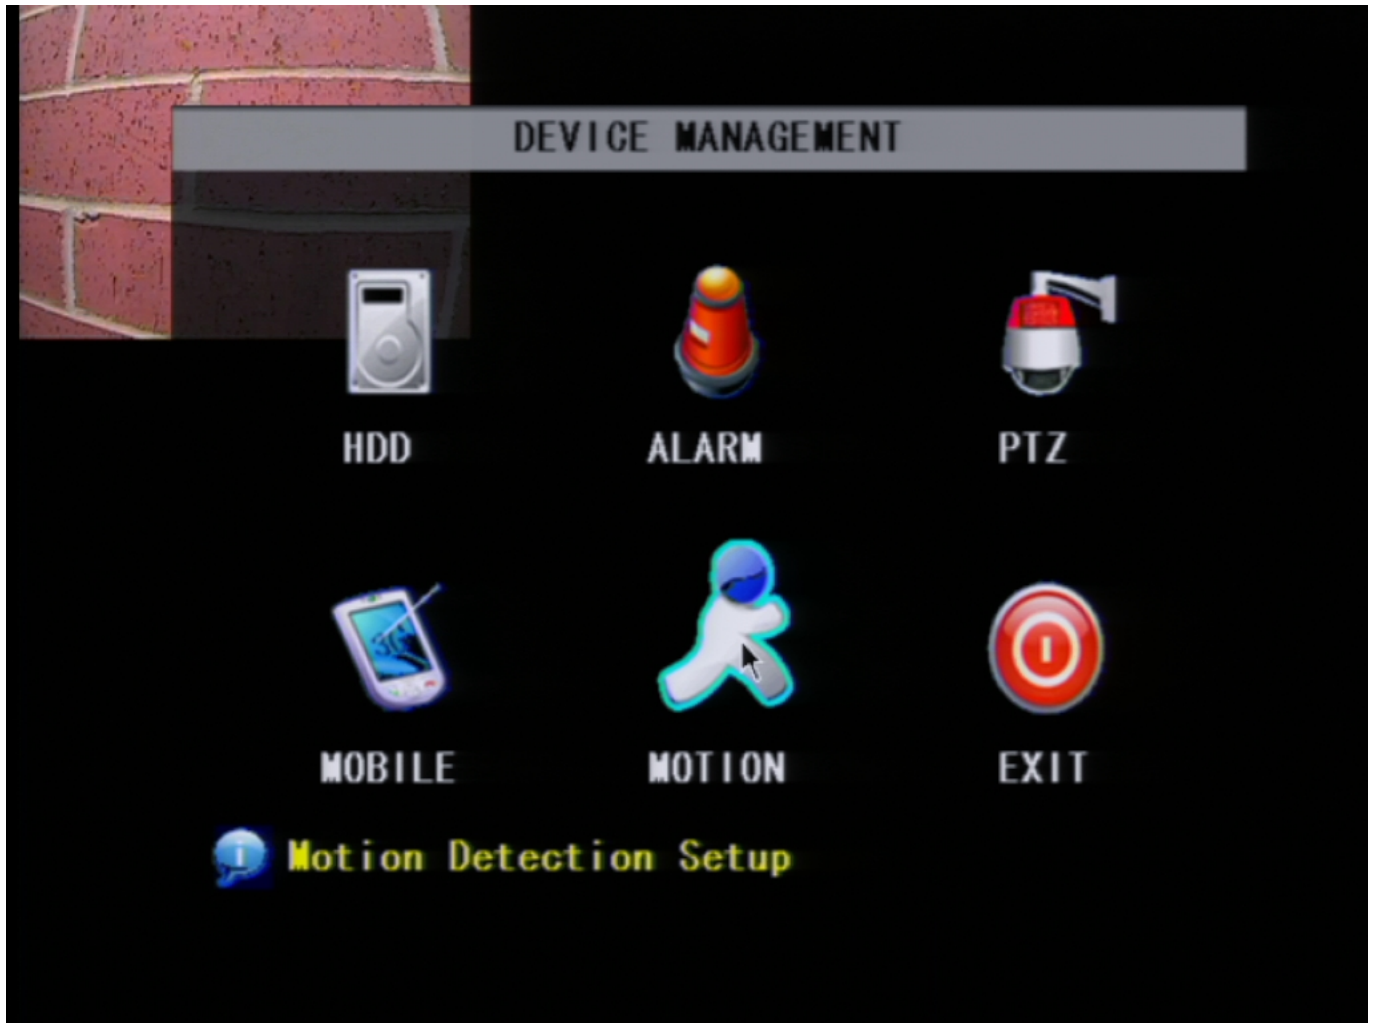 DEVICE MANAGEMENT
HDD ALARM PTZ
MOBILE MOTION EXIT
Motion Detection Setup